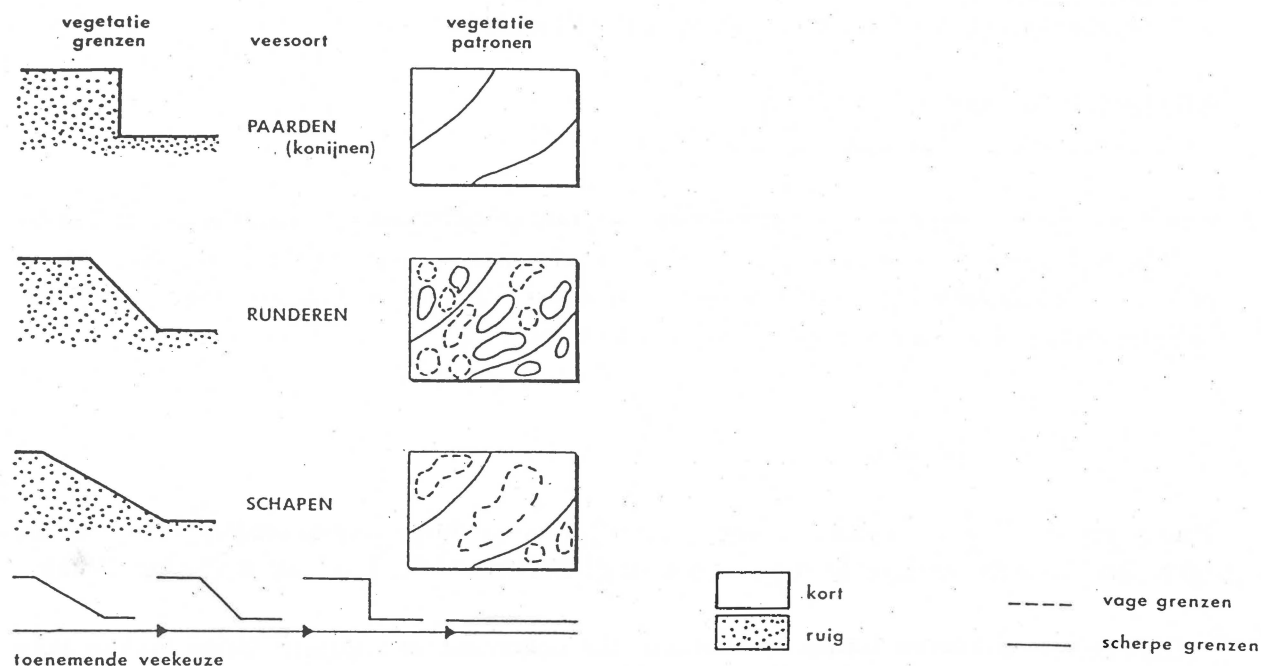 vegetatie
grenzen
veesoort
vegetatie
patronen
PAARDEN
(konijnen)
RUNDEREN
SCHAPEN
kort
ruig
vage grenzen
scherpe grenzen
toenemende veekeuze